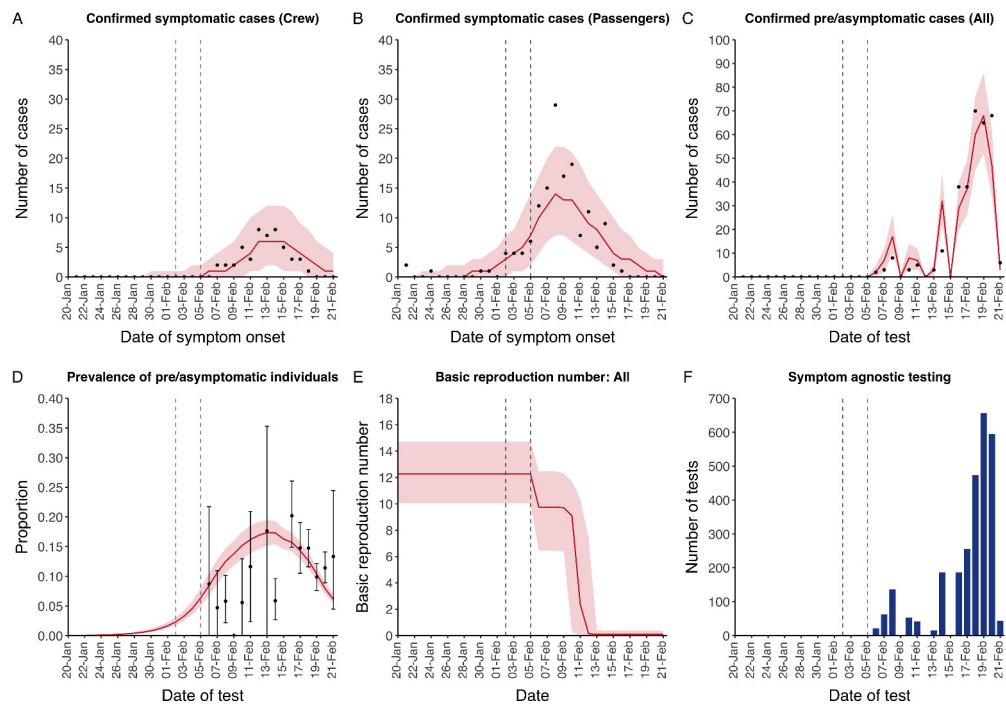 A Confirmed symptomatic cases (Crew)
40
35
30
25
20
15
10
5
0
Number of cases
20-Jan
22-Jan
24-Jan
26-Jan
28-Jan
30-Jan
01-Feb
03-Feb
05-Feb
07-Feb
09-Feb
11-Feb
13-Feb
15-Feb
17-Feb
19-Feb
21-Feb
Date of symptom onset
B Confirmed symptomatic cases (Passengers)
40
35
30
25
20
15
10
5
0
Number of cases
20-Jan
22-Jan
24-Jan
26-Jan
28-Jan
30-Jan
01-Feb
03-Feb
05-Feb
07-Feb
09-Feb
11-Feb
13-Feb
15-Feb
17-Feb
19-Feb
21-Feb
Date of symptom onset
C Confirmed pre/asymptomatic cases (All)
100
90
80
70
60
50
40
30
20
10
0
Number of cases
20-Jan
22-Jan
24-Jan
26-Jan
28-Jan
30-Jan
01-Feb
03-Feb
05-Feb
07-Feb
09-Feb
11-Feb
13-Feb
15-Feb
17-Feb
19-Feb
21-Feb
Date of test
D Prevalence of pre/asymptomatic individuals
0.40
0.35
0.30
0.25
0.20
0.15
0.10
0.05
0.00
Proportion
20-Jan
22-Jan
24-Jan
26-Jan
28-Jan
30-Jan
01-Feb
03-Feb
05-Feb
07-Feb
09-Feb
11-Feb
13-Feb
15-Feb
17-Feb
19-Feb
21-Feb
Date of test
E Basic reproduction number: All
18
16
14
12
10
8
6
4
2
0
Basic reproduction number
20-Jan
22-Jan
24-Jan
26-Jan
28-Jan
30-Jan
01-Feb
03-Feb
05-Feb
07-Feb
09-Feb
11-Feb
13-Feb
15-Feb
17-Feb
19-Feb
21-Feb
Date
F Symptom agnostic testing
700
600
500
400
300
200
100
0
Number of tests
20-Jan
22-Jan
24-Jan
26-Jan
28-Jan
30-Jan
01-Feb
03-Feb
05-Feb
07-Feb
09-Feb
11-Feb
13-Feb
15-Feb
17-Feb
19-Feb
21-Feb
Date of test